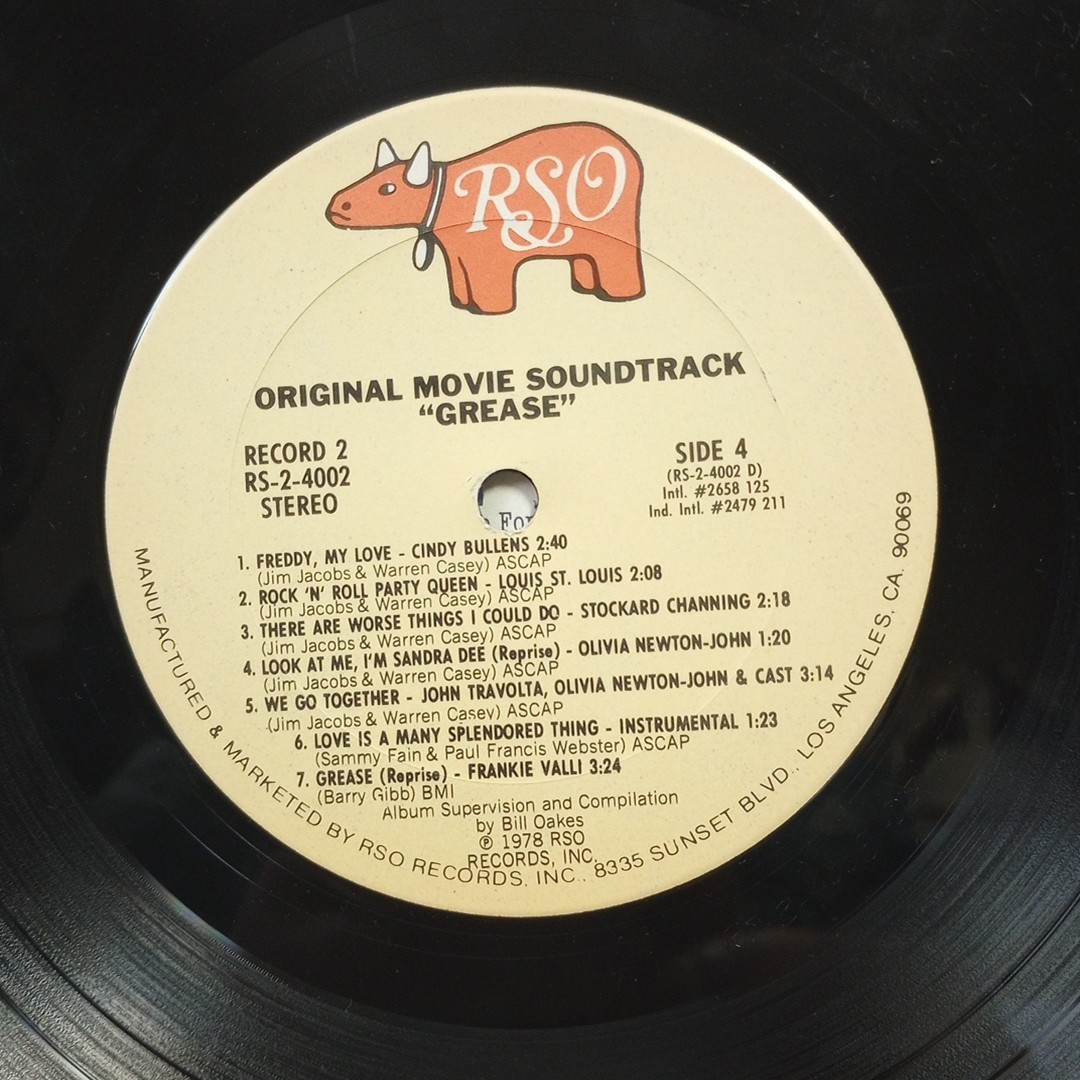 RSO
ORIGINAL MOVIE SOUNDTRACK
“GREASE”
RECORD 2
RS-2-4002
STEREO
SIDE 4
(RS-2-4002 D)
Intl. #2658 125
Ind. Intl. #2479 211
1. FREDDY, MY LOVE - CINDY BULLENS 2:40
(Jim Jacobs & Warren Casey) ASCAP
2. ROCK 'N' ROLL PARTY QUEEN - LOUIS ST. LOUIS 2:08
(Jim Jacobs & Warren Casey) ASCAP
3. THERE ARE WORSE THINGS I COULD DO - STOCKARD CHANNING 2:18
(Jim Jacobs & Warren Casey) ASCAP
4. LOOK AT ME, I'M SANDRA DEE (Reprise) - OLIVIA NEWTON-JOHN 1:20
(Jim Jacobs & Warren Casey) ASCAP
5. WE GO TOGETHER - JOHN TRAVOLTA, OLIVIA NEWTON-JOHN & CAST 3:14
(Jim Jacobs & Warren Casey) ASCAP
6. LOVE IS A MANY SPLENDORED THING - INSTRUMENTAL 1:23
(Sammy Fain & Paul Francis Webster) ASCAP
7. GREASE (Reprise) - FRANKIE VALLI 3:24
(Barry Gibb) BMI
Album Supervision and Compilation
by Bill Oakes
℗ 1978 RSO
RECORDS, INC.
MANUFACTURED & MARKETED BY RSO RECORDS, INC., 8335 SUNSET BLVD., LOS ANGELES, CA. 90069